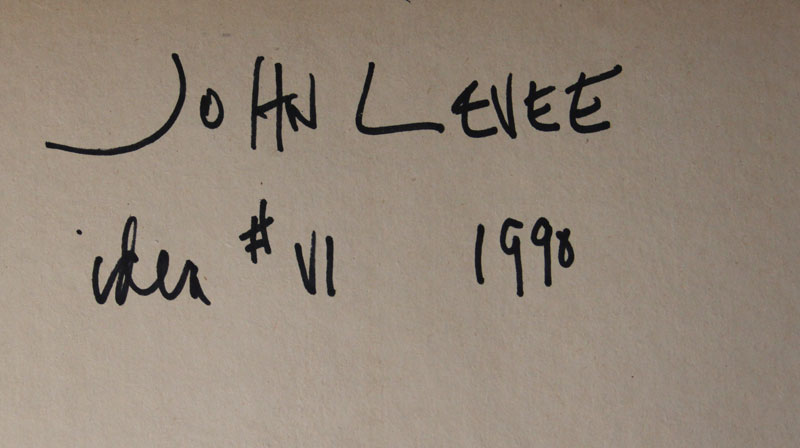 JOHN LEVEE
idea # VI 1998